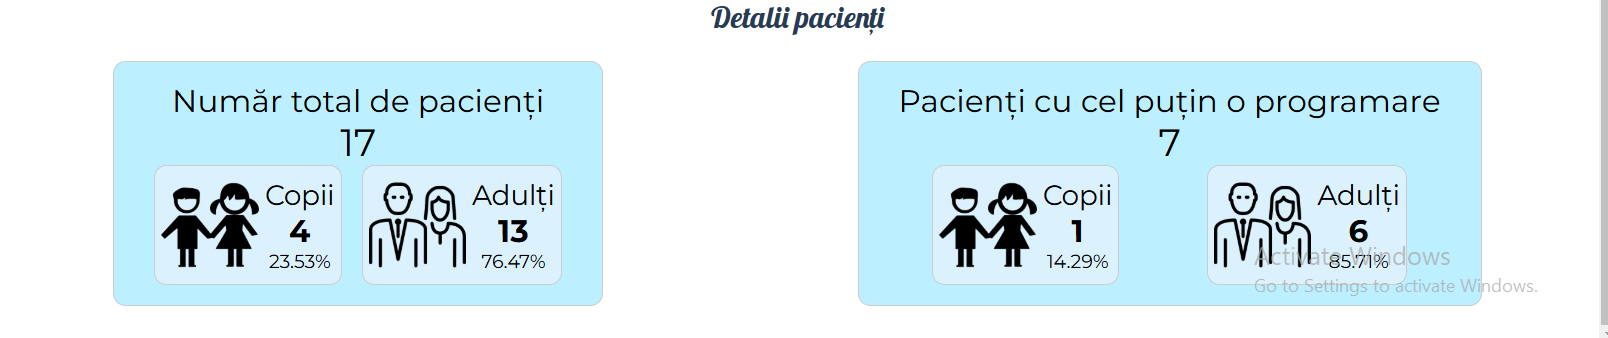 Detalii pacienți
Număr total de pacienți
17
Copii
4
23.53%
Adulți
13
76.47%
Pacienți cu cel puțin o programare
7
Copii
1
14.29%
Adulți
6
85.71%
Activate Windows
Go to Settings to activate Windows.